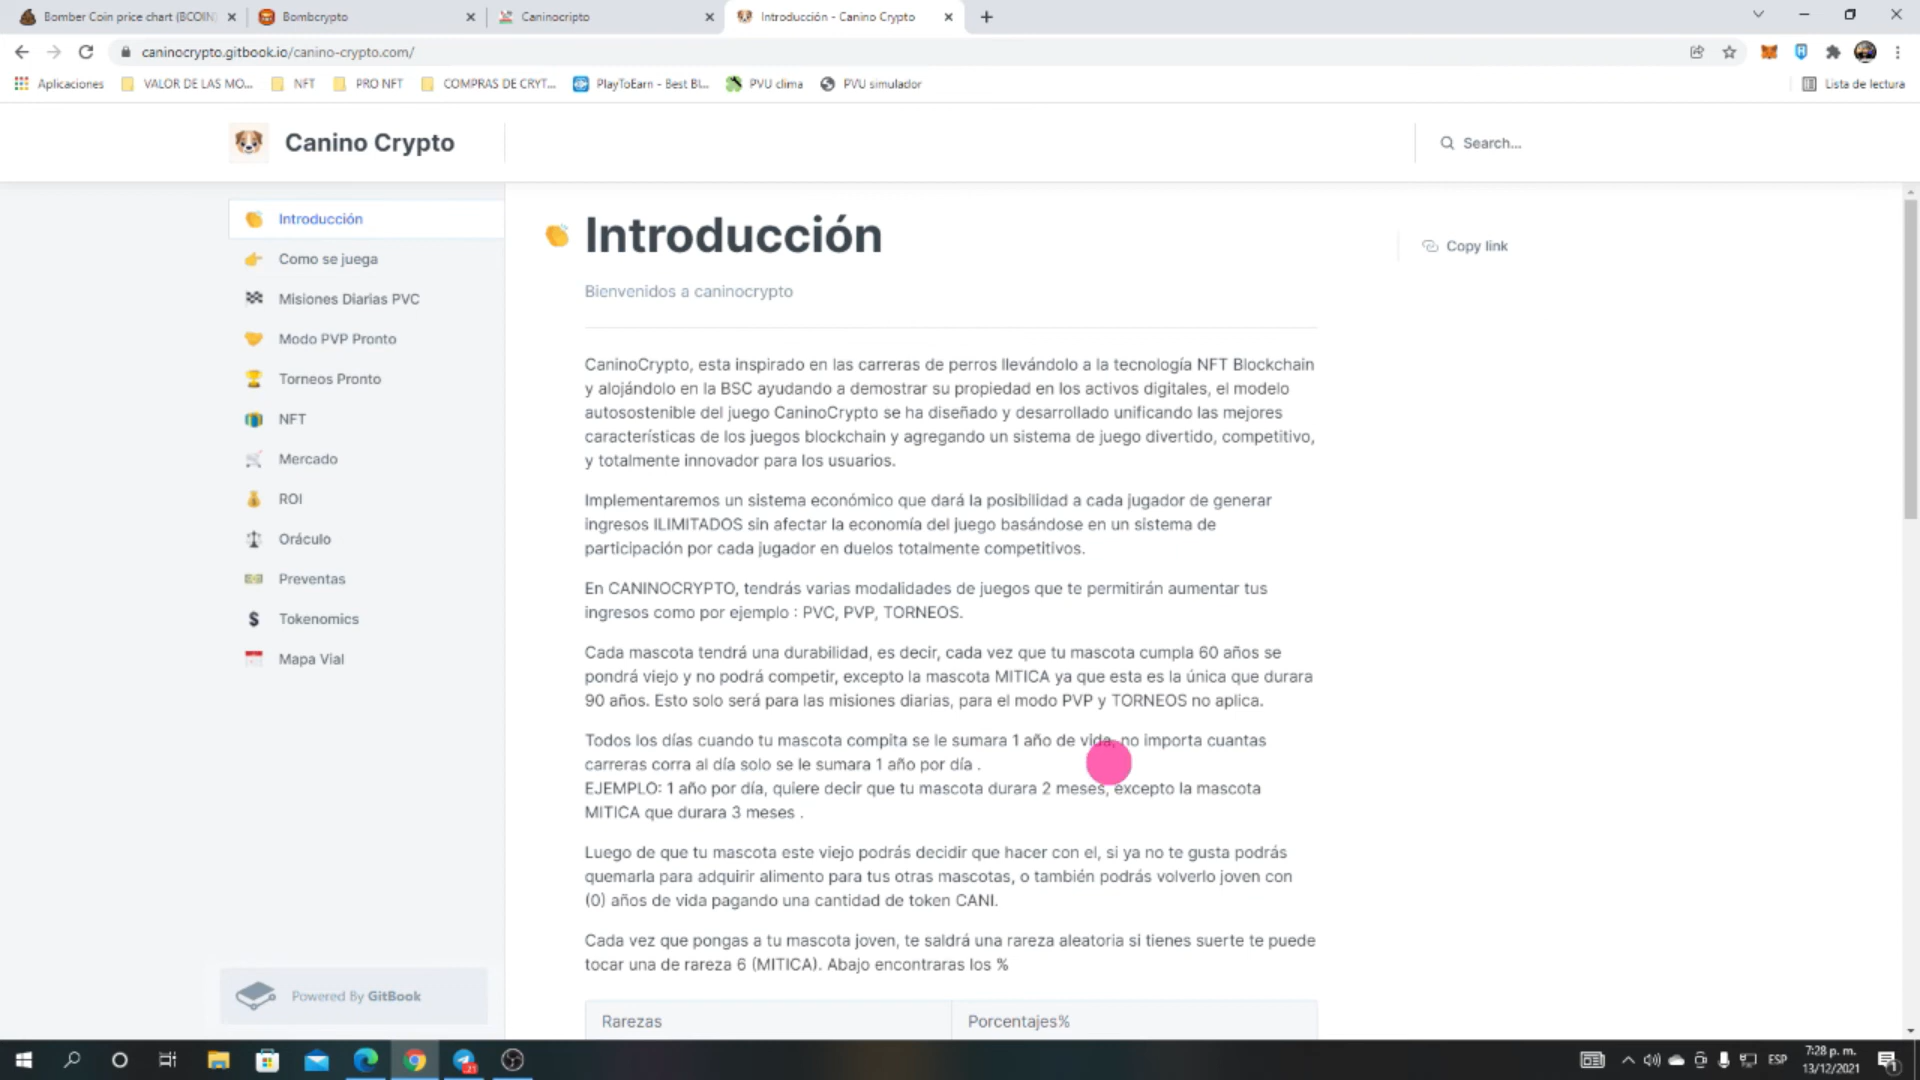 Bomber Coin price chart (BCOIN)
Bombcrypto
Caninocripto
Introducción - Canino Crypto
caninocrypto.gitbook.io/canino-crypto.com/
Aplicaciones
VALOR DE LAS MO...
NFT
PRO NFT
COMPRAS DE CRYT...
PlayToEarn - Best Bl...
PVU clima
PVU simulador
Lista de lectura
Canino Crypto
Search...
Introducción
Como se juega
Misiones Diarias PVC
Modo PVP Pronto
Torneos Pronto
NFT
Mercado
ROI
Oráculo
Preventas
Tokenomics
Mapa Vial
Powered By GitBook
Introducción
Copy link
Bienvenidos a caninocrypto
CaninoCrypto, esta inspirado en las carreras de perros llevándolo a la tecnología NFT Blockchain
y alojándolo en la BSC ayudando a demostrar su propiedad en los activos digitales, el modelo
autosostenible del juego CaninoCrypto se ha diseñado y desarrollado unificando las mejores
características de los juegos blockchain y agregando un sistema de juego divertido, competitivo,
y totalmente innovador para los usuarios.
Implementaremos un sistema económico que dará la posibilidad a cada jugador de generar
ingresos ILIMITADOS sin afectar la economía del juego basándose en un sistema de
participación por cada jugador en duelos totalmente competitivos.
En CANINOCRYPTO, tendrás varias modalidades de juegos que te permitirán aumentar tus
ingresos como por ejemplo : PVC, PVP, TORNEOS.
Cada mascota tendrá una durabilidad, es decir, cada vez que tu mascota cumpla 60 años se
pondrá viejo y no podrá competir, excepto la mascota MITICA ya que esta es la única que durara
90 años. Esto solo será para las misiones diarias, para el modo PVP y TORNEOS no aplica.
Todos los días cuando tu mascota compita se le sumara 1 año de vida, no importa cuantas
carreras corra al día solo se le sumara 1 año por día .
EJEMPLO: 1 año por día, quiere decir que tu mascota durara 2 meses, excepto la mascota
MITICA que durara 3 meses .
Luego de que tu mascota este viejo podrás decidir que hacer con el, si ya no te gusta podrás
quemarla para adquirir alimento para tus otras mascotas, o también podrás volverlo joven con
(0) años de vida pagando una cantidad de token CANI.
Cada vez que pongas a tu mascota joven, te saldrá una rareza aleatoria si tienes suerte te puede
tocar una de rareza 6 (MITICA). Abajo encontraras los %
Rarezas
Porcentajes%
ESP
7:28 p. m.
13/12/2021